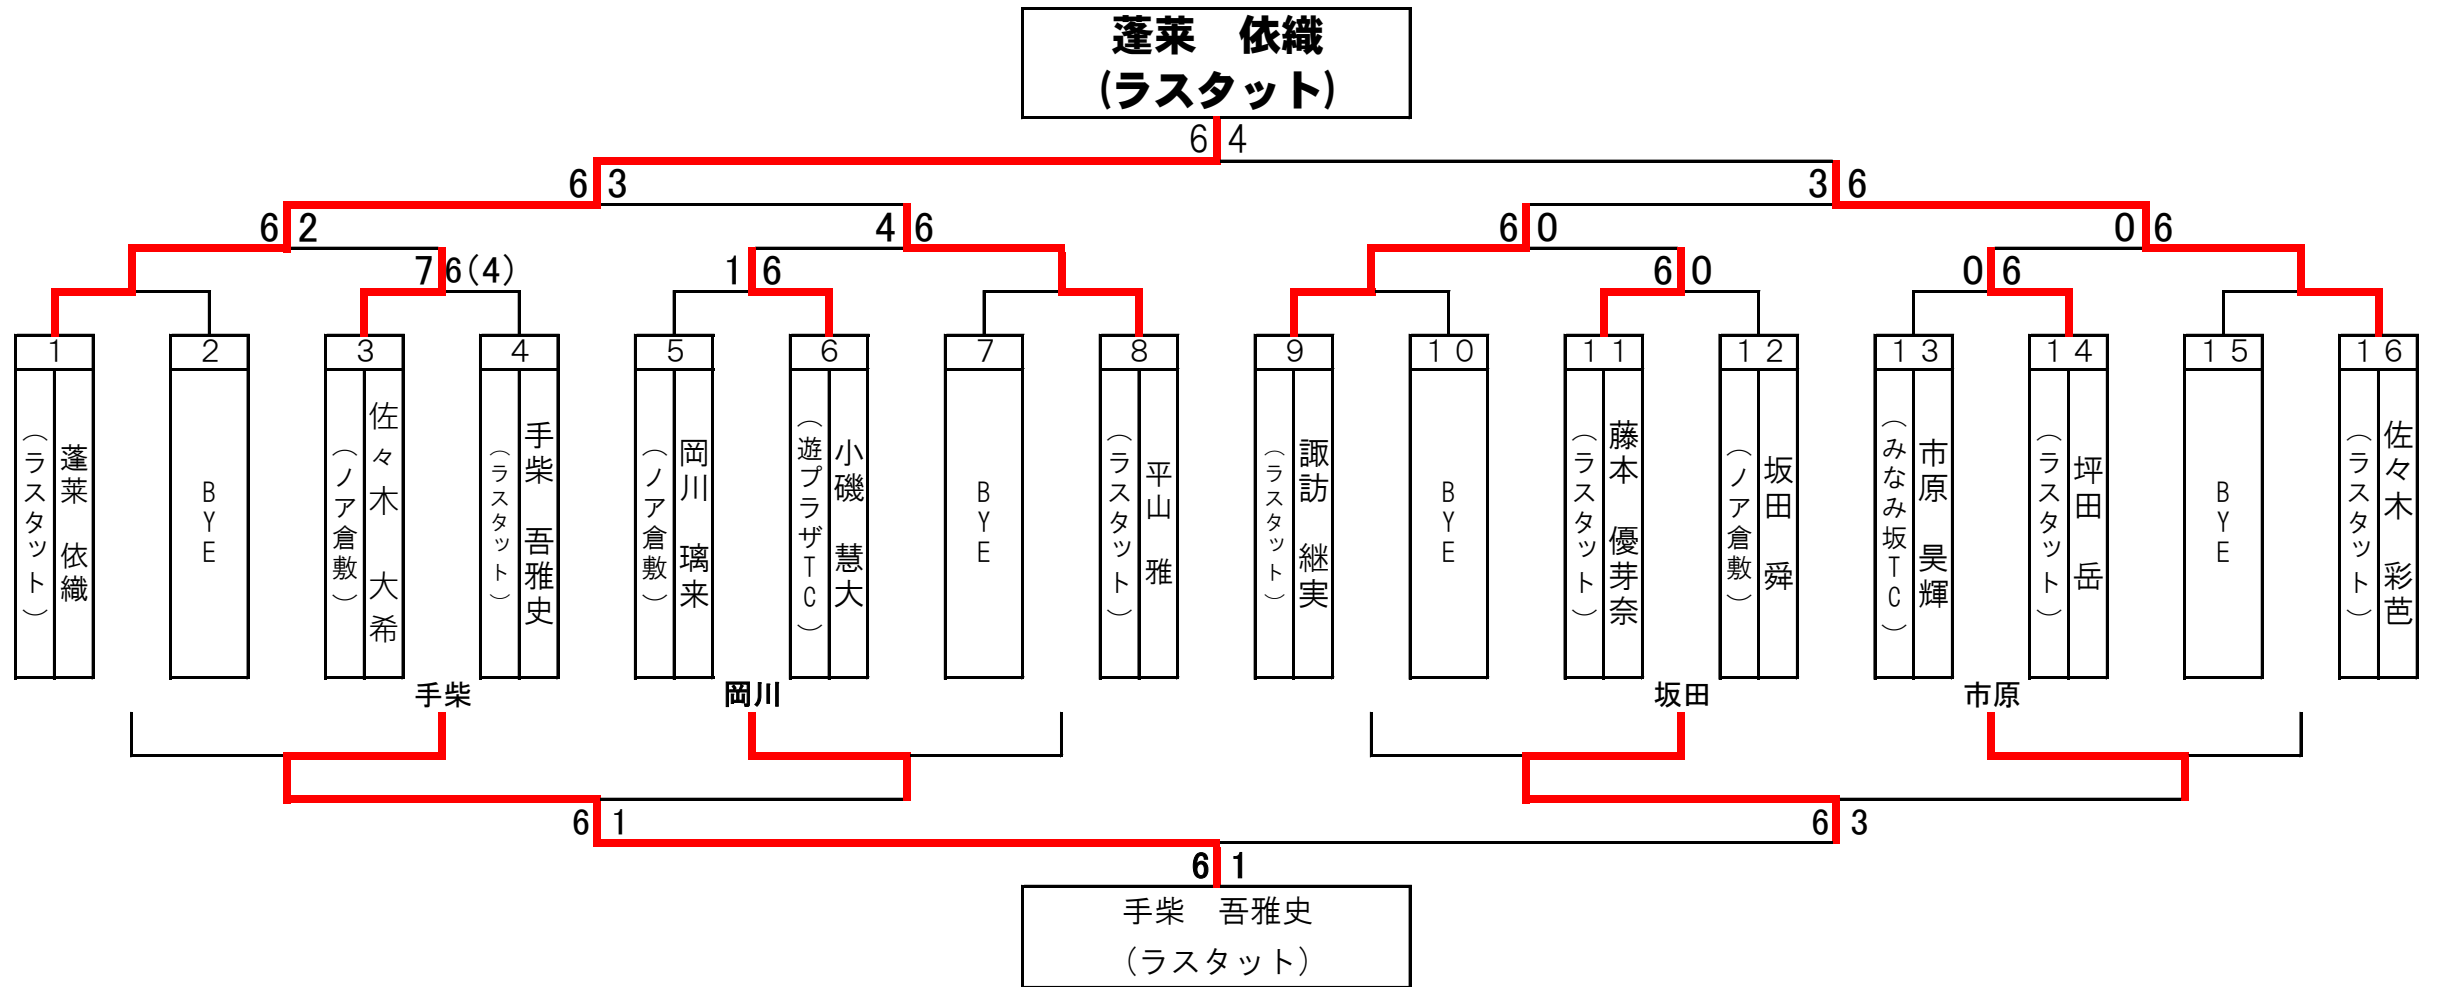 蓬莱　依織
(ラスタット)
6 4
6 3
3 6
6 2
4 6
6 0
0 6
7 6(4)
1 6
6 0
0 6
1
2
3
4
5
6
7
8
9
10
11
12
13
14
15
16
蓬莱　依織
(ラスタット)
BYE
佐々木　大希
(ノア倉敷)
手柴　吾雅史
(ラスタット)
岡川　璃来
(ノア倉敷)
小磯　慧大
(遊プラザTC)
BYE
平山　雅
(ラスタット)
諏訪　継実
(ラスタット)
BYE
藤本　優芽奈
(ラスタット)
坂田　舜
(ノア倉敷)
市原　昊輝
(みなみ坂TC)
坪田　岳
(ラスタット)
BYE
佐々木　彩芭
(ラスタット)
手柴
岡川
坂田
市原
6 1
6 3
6 1
手柴　吾雅史
(ラスタット)